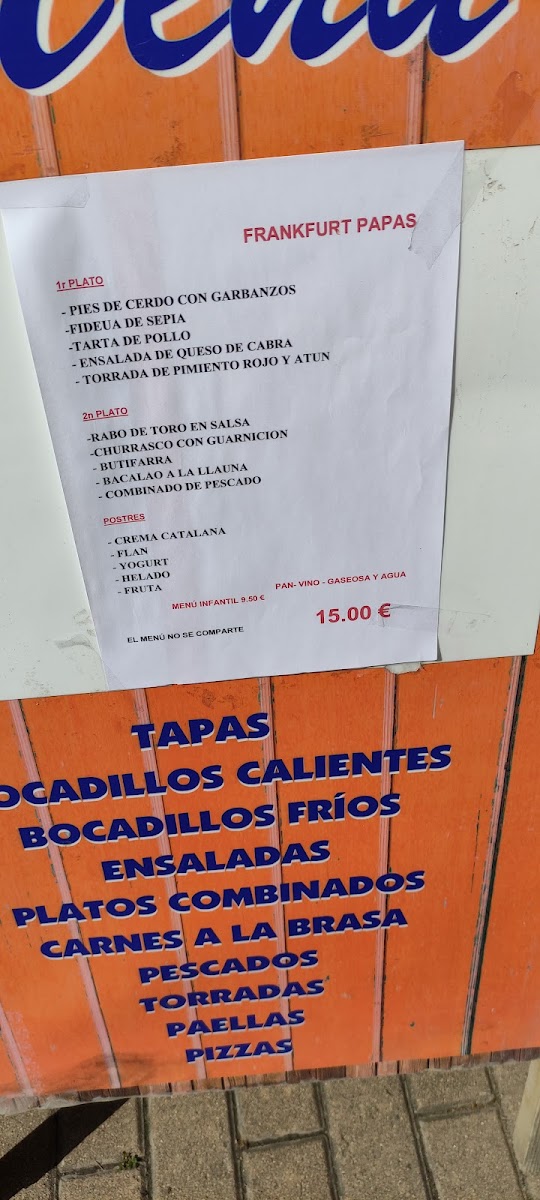 FRANKFURT PAPAS
1r PLATO
- PIES DE CERDO CON GARBANZOS
-FIDEUA DE SEPIA
-TARTA DE POLLO
- ENSALADA DE QUESO DE CABRA
- TORRADA DE PIMIENTO ROJO Y ATUN
2n PLATO
-RABO DE TORO EN SALSA
-CHURRASCO CON GUARNICION
- BUTIFARRA
- BACALAO A LA LLAUNA
- COMBINADO DE PESCADO
POSTRES
- CREMA CATALANA
- FLAN
- YOGURT
- HELADO
- FRUTA
PAN- VINO - GASEOSA Y AGUA
MENÚ INFANTIL 9.50 €
15.00 €
EL MENÚ NO SE COMPARTE
TAPAS
OCADILLOS CALIENTES
BOCADILLOS FRÍOS
ENSALADAS
PLATOS COMBINADOS
CARNES A LA BRASA
PESCADOS
TORRADAS
PAELLAS
PIZZAS